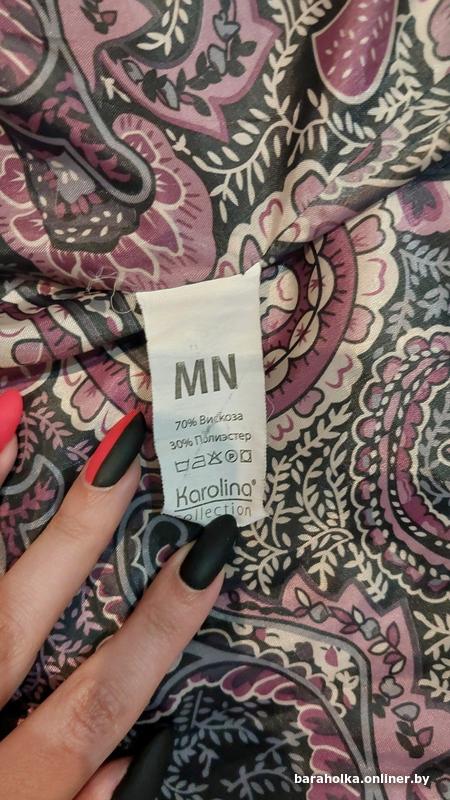 MN
70% Вискоза
30% Полиэстер
Karolina®
collection
baraholka.onliner.by